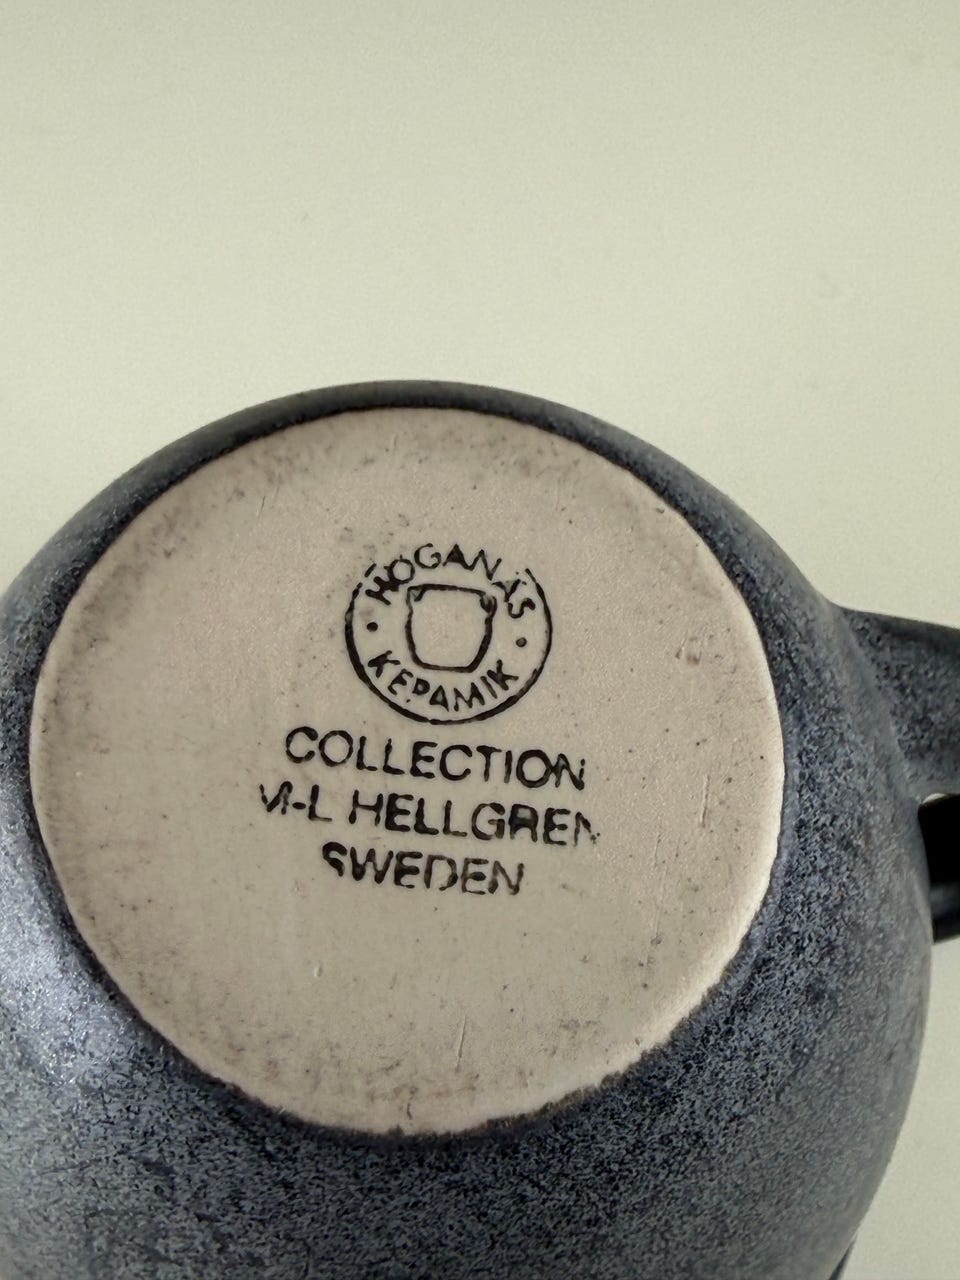 HÖGANÄS
KERAMIK
COLLECTION
M-L HELLGREN
SWEDEN